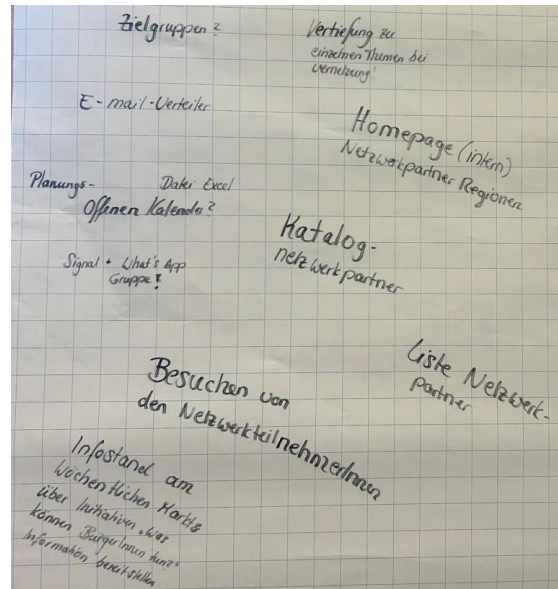 Zielgruppen?
Vertiefung zu
einzelnen Themen bei
Vernetzung!
E-mail-Verteiler
Homepage (intern)
Netzwerkpartner Regionen
Planungs-
Datei Excel
Offenen Kalender?
Katalog-
netzwerkpartner
Signal + What's App
Gruppe?
Liste Netzwerk-
partner
Besuchen von
den NetzwerkteilnehmerInnen
Infostand am
wöchentlichen Markt
über Initiativen „was
können BürgerInnen tun?“
Information bereitstellen